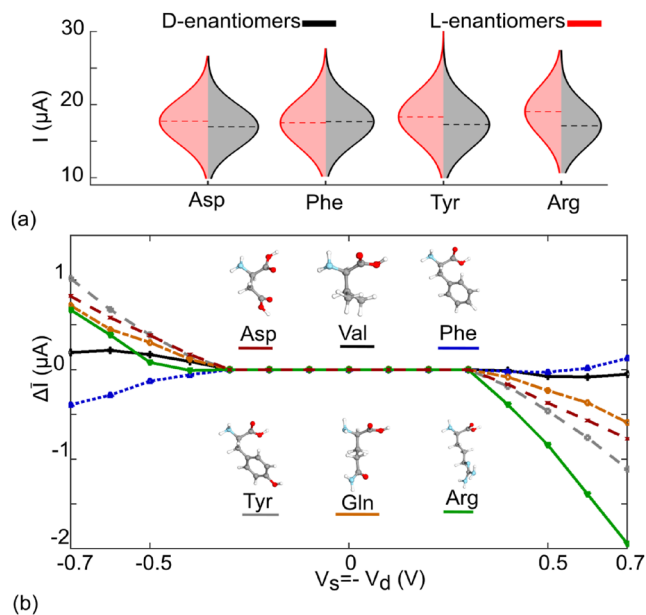 D-enantiomers L-enantiomers
30
20
10
I (μA)
Asp Phe Tyr Arg
(a)
1
0
-1
-2
ΔĪ (μA)
Asp Val Phe
Tyr Gln Arg
-0.7 -0.5 0 0.5 0.7
Vs=- Vd (V)
(b)